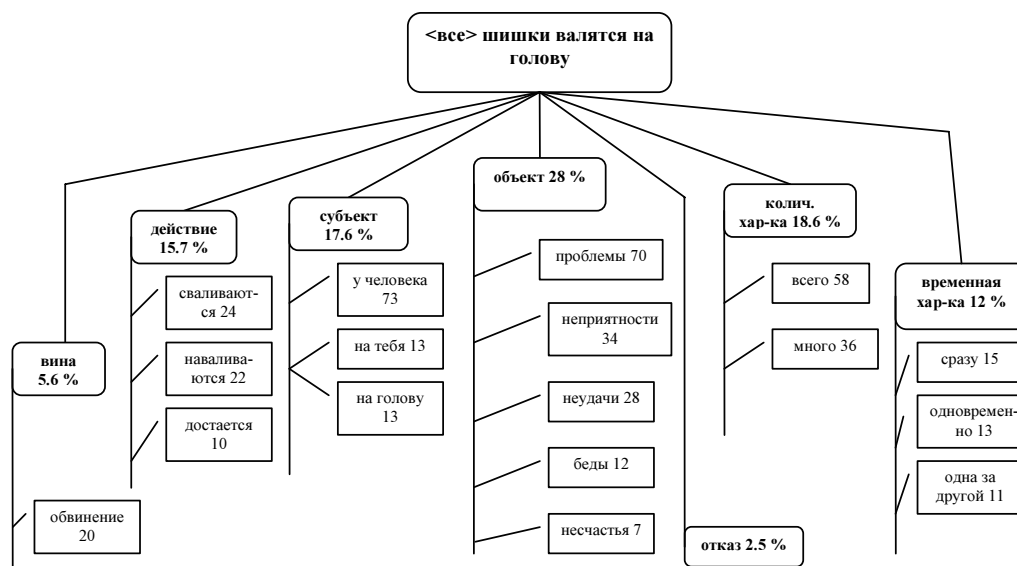 <все> шишки валятся на
голову
вина
5.6 %
обвинение
20
действие
15.7 %
сваливают-
ся 24
навалива-
ются 22
достается
10
субъект
17.6 %
у человека
73
на тебя 13
на голову
13
объект 28 %
проблемы 70
неприятности
34
неудачи 28
беды 12
несчастья 7
отказ 2.5 %
колич.
хар-ка 18.6 %
всего 58
много 36
временная
хар-ка 12 %
сразу 15
одновремен-
но 13
одна за
другой 11